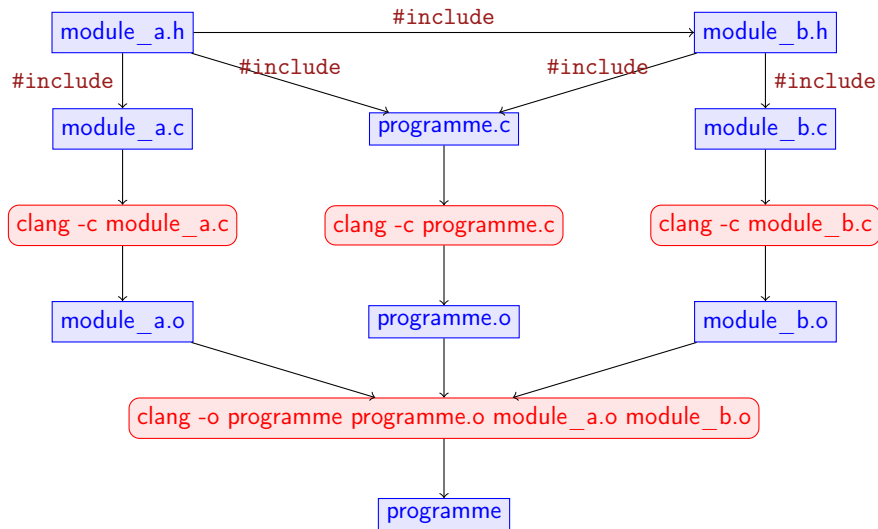 #include
module_a.h
module_b.h
#include
#include
#include
#include
module_a.c
programme.c
module_b.c
clang -c module_a.c
clang -c programme.c
clang -c module_b.c
module_a.o
programme.o
module_b.o
clang -o programme programme.o module_a.o module_b.o
programme